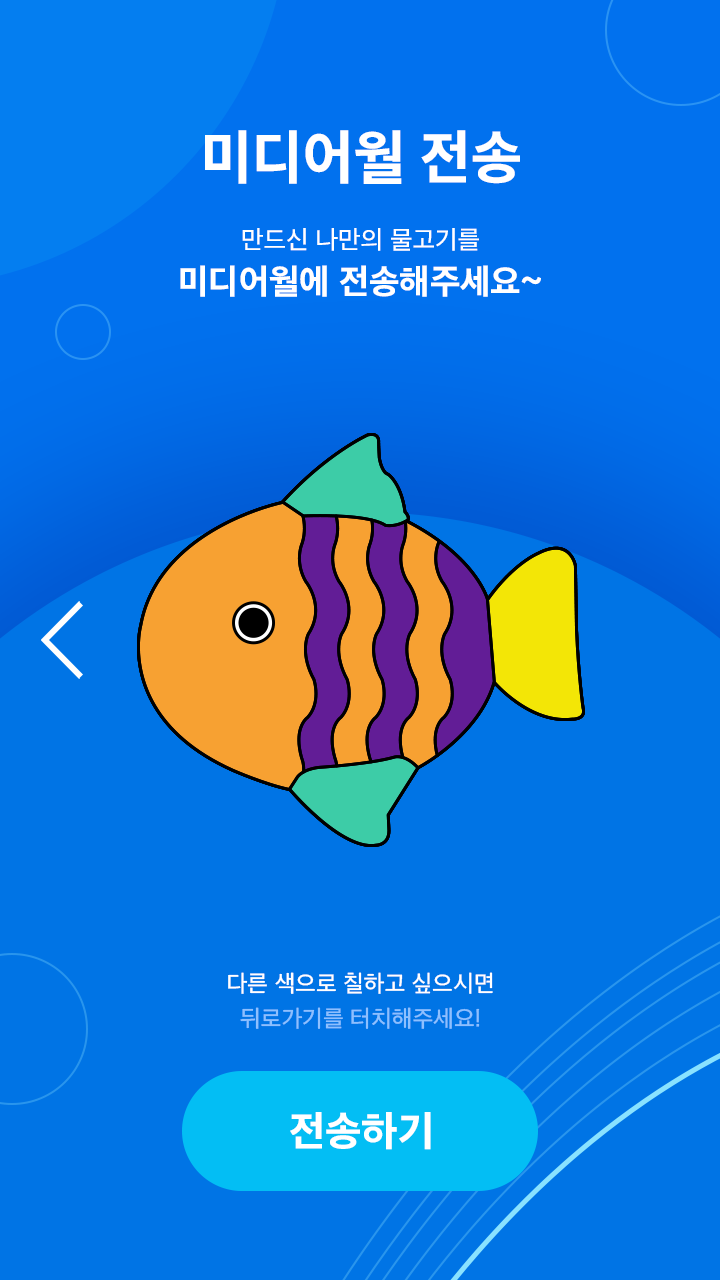 미디어월 전송
만드신 나만의 물고기를
미디어월에 전송해주세요~
다른 색으로 칠하고 싶으시면
뒤로가기를 터치해주세요!
전송하기